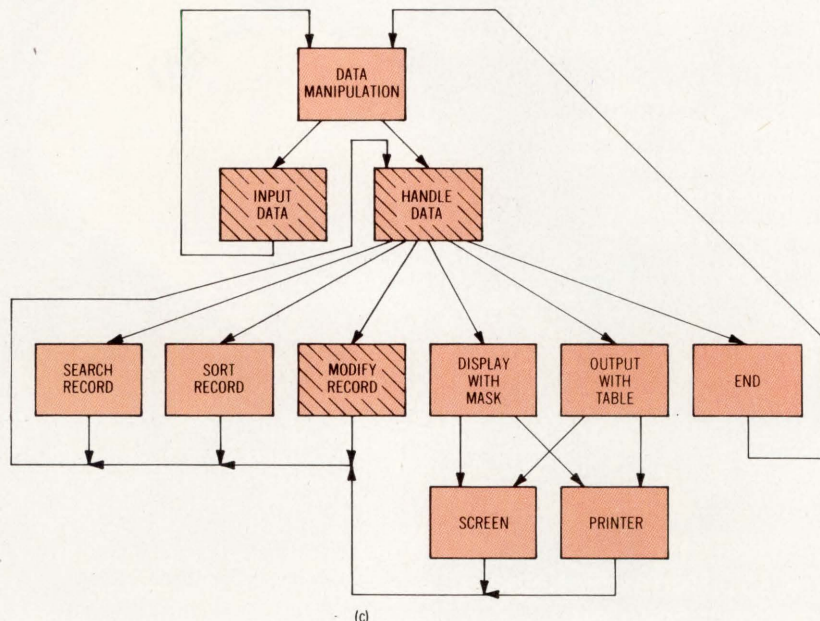 DATA
MANIPULATION
INPUT
DATA
HANDLE
DATA
SEARCH
RECORD
SORT
RECORD
MODIFY
RECORD
DISPLAY
WITH
MASK
OUTPUT
WITH
TABLE
END
SCREEN
PRINTER
(c)